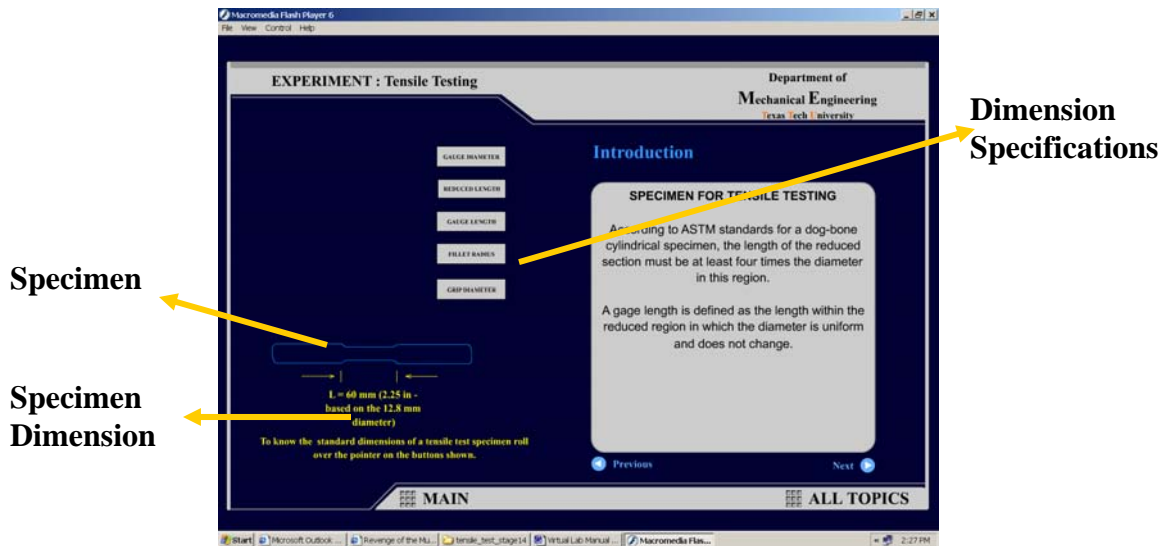 Macromedia Flash Player 6
File View Control Help
EXPERIMENT : Tensile Testing
Department of
Mechanical Engineering
Texas Tech University
Dimension
Specifications
GAUGE DIAMETER
REDUCED LENGTH
GAUGE LENGTH
FILLET RADIUS
GRIP DIAMETER
Introduction
SPECIMEN FOR TENSILE TESTING
According to ASTM standards for a dog-bone
cylindrical specimen, the length of the reduced
section must be at least four times the diameter
in this region.
A gage length is defined as the length within the
reduced region in which the diameter is uniform
and does not change.
Specimen
Specimen
Dimension
L = 60 mm (2.25 in -
based on the 12.8 mm
diameter)
To know the standard dimensions of a tensile test specimen roll
over the pointer on the buttons shown.
Previous
Next
MAIN
ALL TOPICS
Start
Microsoft Outlook ...
Revenge of the Mu...
tensile_test_stage14
Virtual Lab Manual ...
Macromedia Flas...
2:27 PM